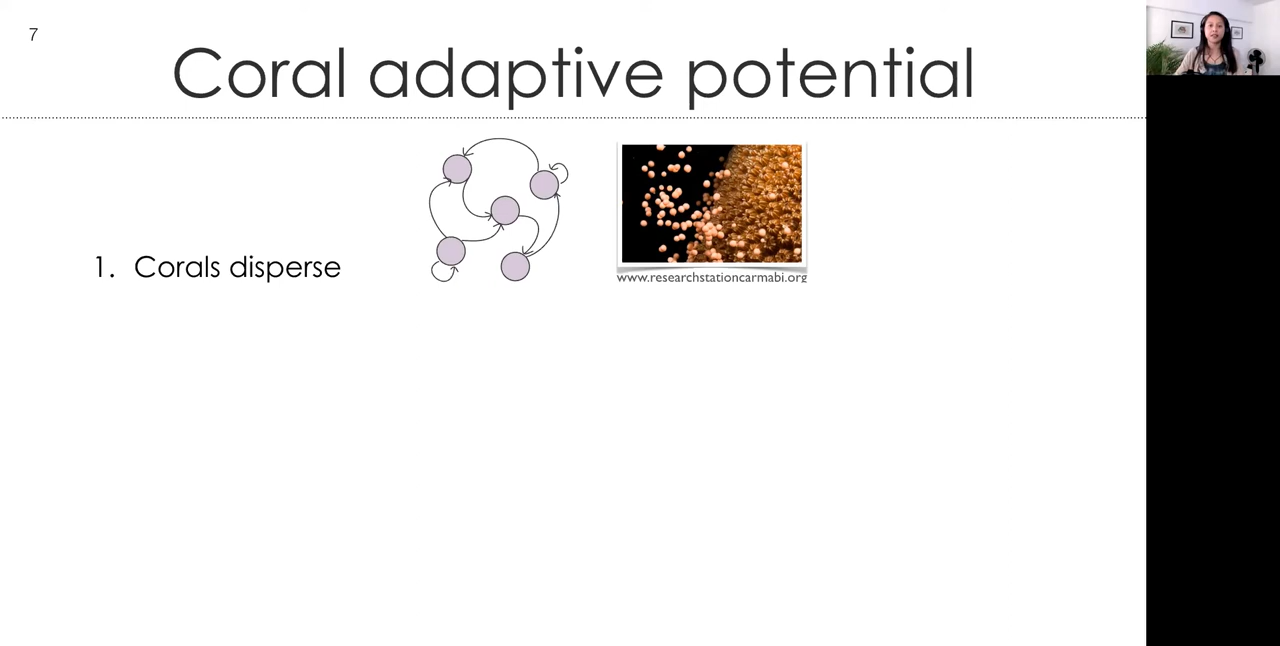 7
Coral adaptive potential
1. Corals disperse
www.researchstationcarmabi.org